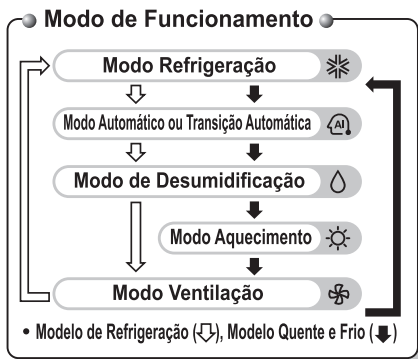 Modo de Funcionamento
Modo Refrigeração
Modo Automático ou Transição Automática
AI
Modo de Desumidificação
Modo Aquecimento
Modo Ventilação
• Modelo de Refrigeração (⇩), Modelo Quente e Frio (🡇)